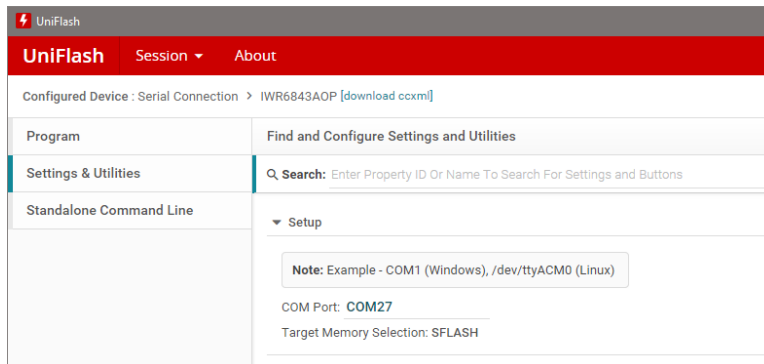 UniFlash
UniFlash Session About
Configured Device : Serial Connection > IWR6843AOP [download ccxml]
Program
Settings & Utilities
Standalone Command Line
Find and Configure Settings and Utilities
Search: Enter Property ID Or Name To Search For Settings and Buttons
Setup
Note: Example - COM1 (Windows), /dev/ttyACM0 (Linux)
COM Port: COM27
Target Memory Selection: SFLASH